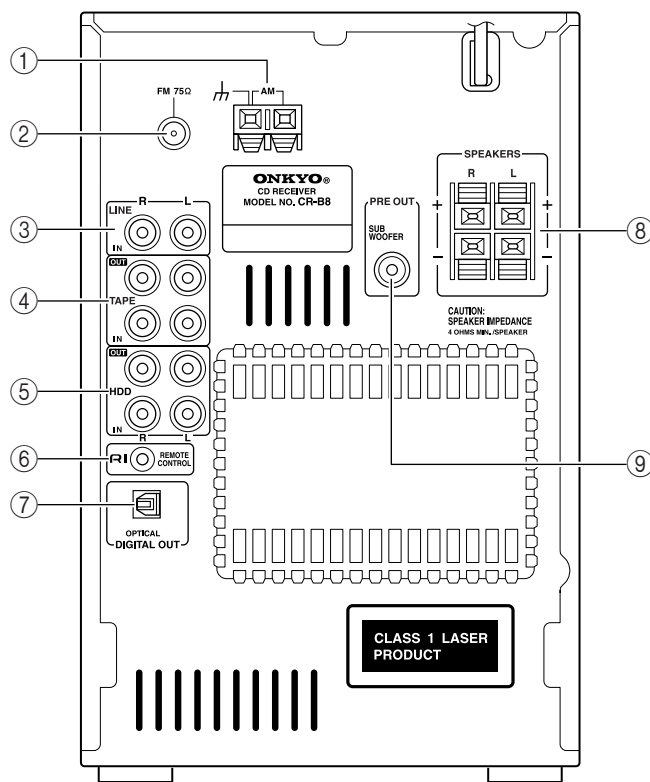 ①
FM 75Ω
AM
②
ONKYO®
CD RECEIVER
MODEL NO. CR-B8
SPEAKERS
R L
+ +
- -
⑧
PRE OUT
SUB
WOOFER
R L
LINE
IN
③
OUT
TAPE
IN
④
CAUTION:
SPEAKER IMPEDANCE
4 OHMS MIN. /SPEAKER
OUT
HDD
IN
⑤
R L
⑥
RI
REMOTE
CONTROL
⑨
⑦
OPTICAL
DIGITAL OUT
CLASS 1 LASER
PRODUCT